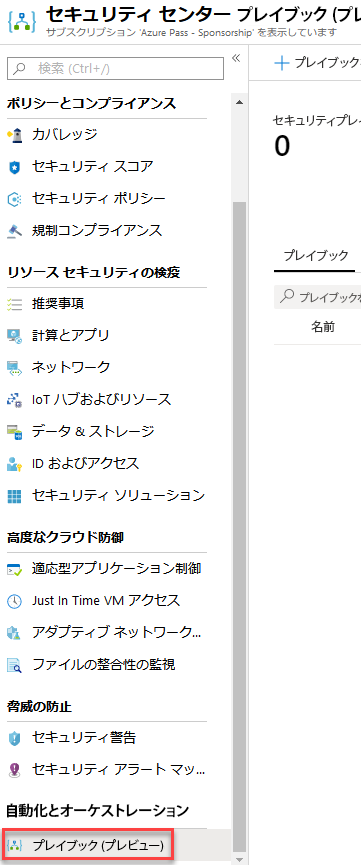 セキュリティ センター プレイブック (プレ
サブスクリプション 'Azure Pass - Sponsorship' を表示しています
検索 (Ctrl+/)
«
+ プレイブック
ポリシーとコンプライアンス
カバレッジ
セキュリティ スコア
セキュリティ ポリシー
規制コンプライアンス
リソース セキュリティの検疫
推奨事項
計算とアプリ
ネットワーク
IoT ハブおよびリソース
データ & ストレージ
ID およびアクセス
セキュリティ ソリューション
高度なクラウド防御
適応型アプリケーション制御
Just In Time VM アクセス
アダプティブ ネットワーク...
ファイルの整合性の監視
脅威の防止
セキュリティ警告
セキュリティ アラート マッ...
自動化とオーケストレーション
プレイブック (プレビュー)
セキュリティプレイ
0
プレイブック
プレイブック
名前